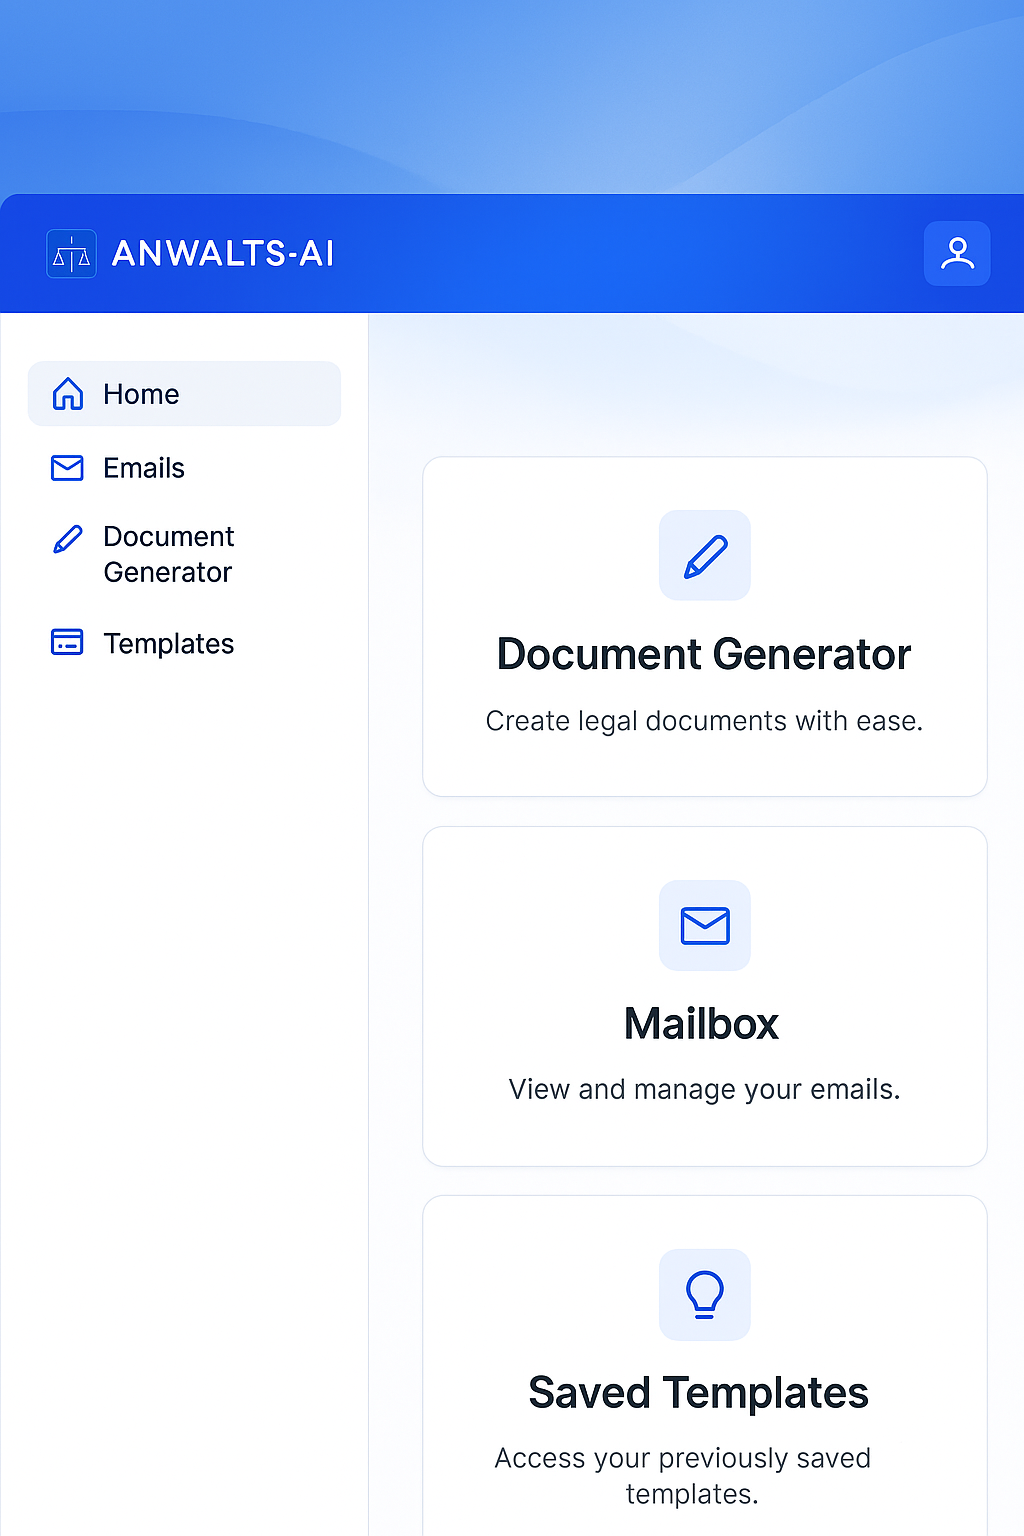 ANWALTS-AI
Home
Emails
Document
Generator
Templates
Document Generator
Create legal documents with ease.
Mailbox
View and manage your emails.
Saved Templates
Access your previously saved
templates.